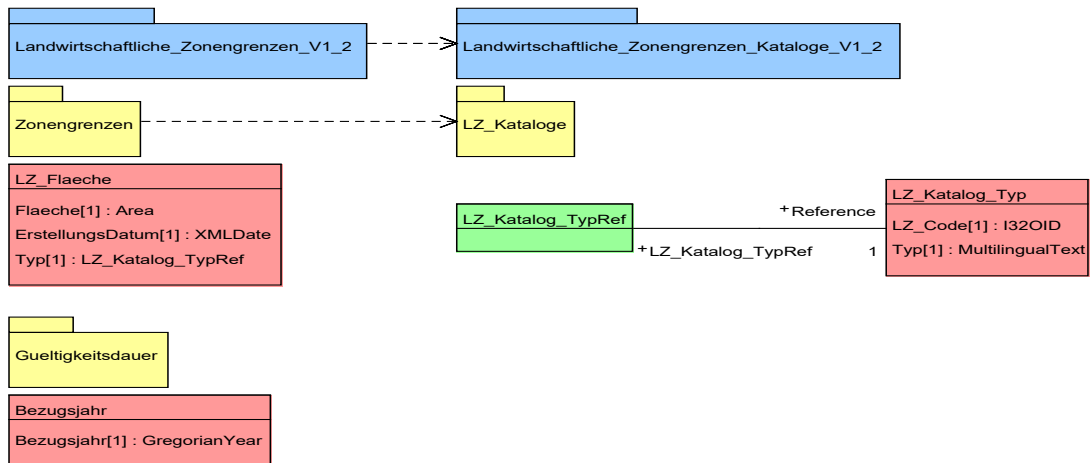 Landwirtschaftliche_Zonengrenzen_V1_2
Landwirtschaftliche_Zonengrenzen_Kataloge_V1_2
Zonengrenzen
LZ_Kataloge
LZ_Flaeche
Flaeche[1] : Area
ErstellungsDatum[1] : XMLDate
Typ[1] : LZ_Katalog_TypRef
LZ_Katalog_TypRef
+Reference
+LZ_Katalog_TypRef
1
LZ_Katalog_Typ
LZ_Code[1] : I32OID
Typ[1] : MultilingualText
Gueltigkeitsdauer
Bezugsjahr
Bezugsjahr[1] : GregorianYear